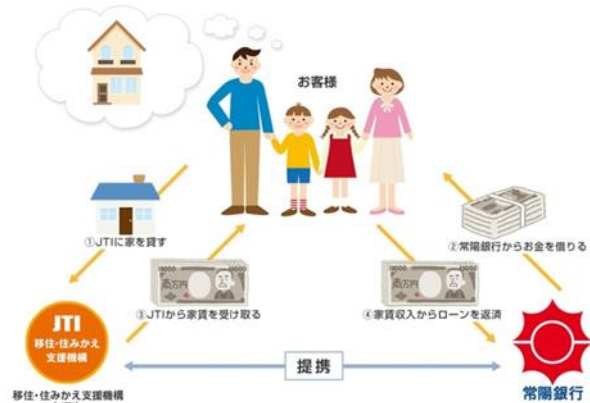 お客様
①JTIに家を貸す
②常陽銀行からお金を借りる
③JTIから家賃を受け取る
④家賃収入からローンを返済
JTI
移住・住みかえ
支援機構
提携
移住・住みかえ支援機構
常陽銀行